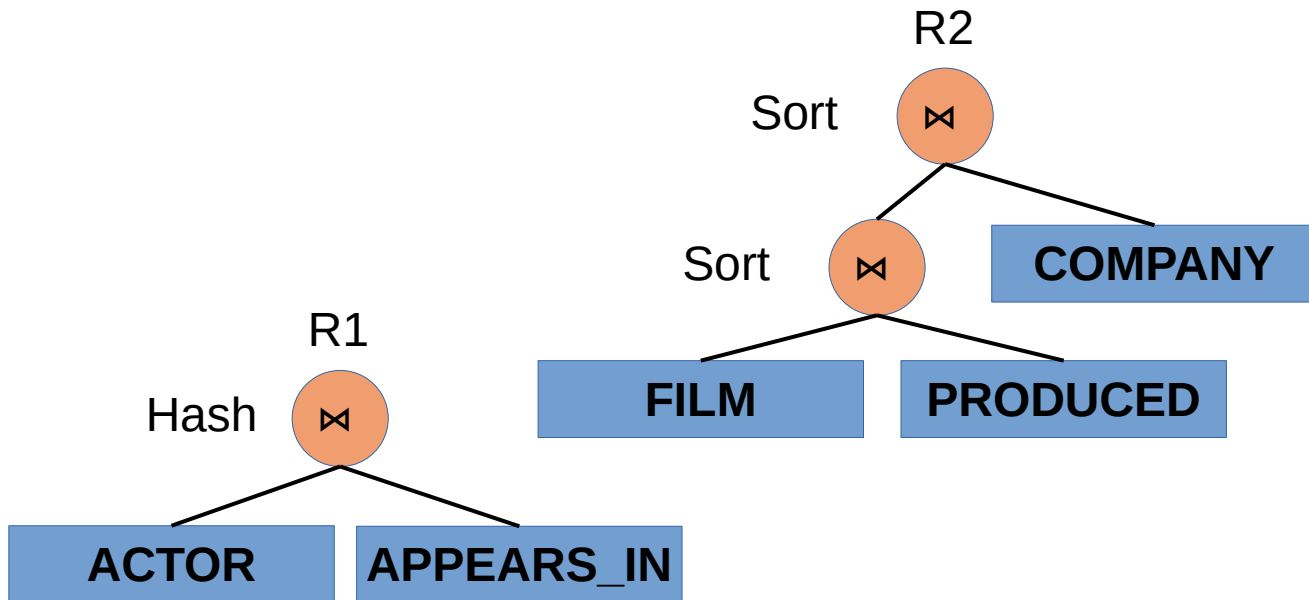 R2
Sort
⋈
Sort
⋈
COMPANY
R1
FILM
PRODUCED
Hash
⋈
ACTOR
APPEARS_IN